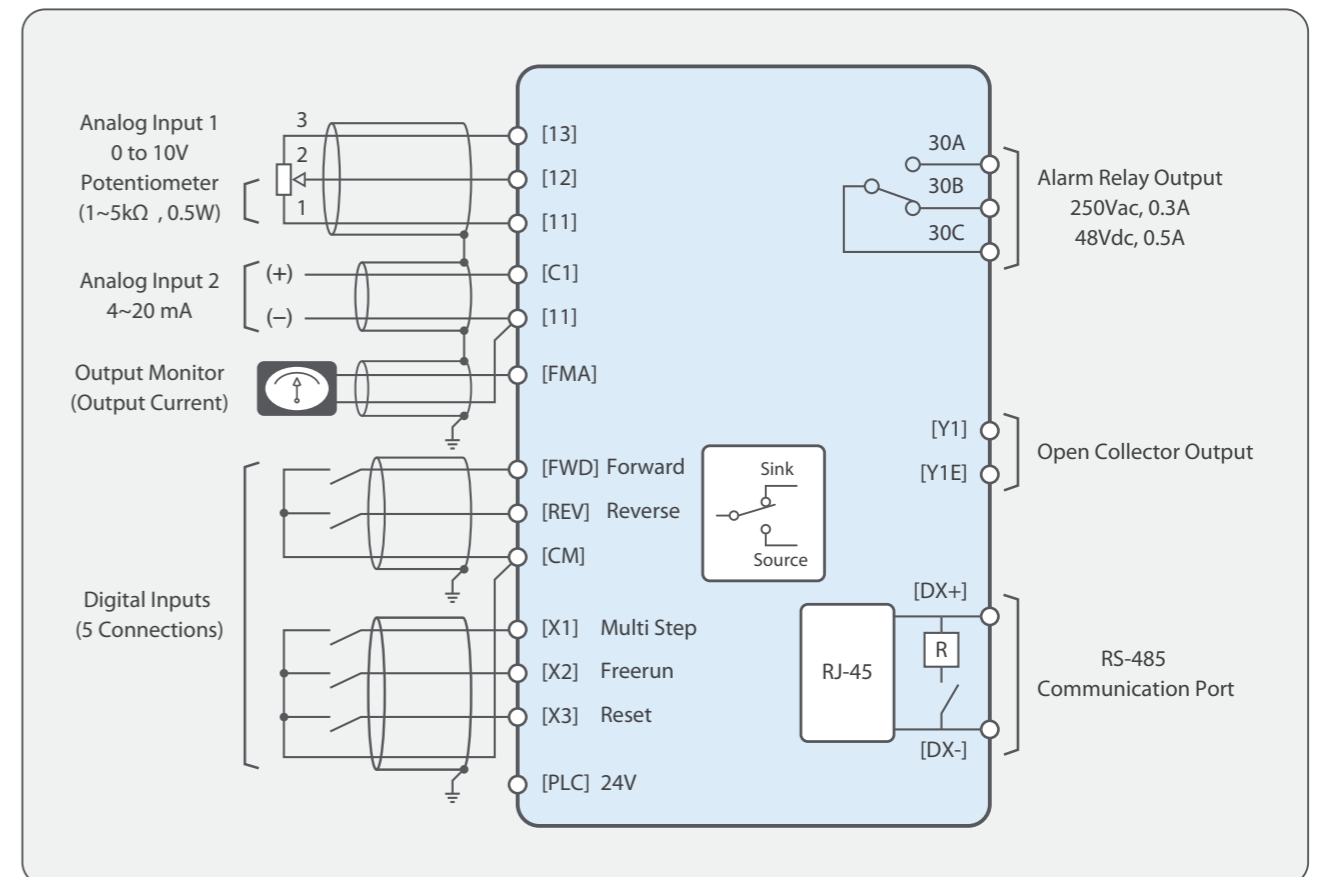 Analog Input 1
0 to 10V
Potentiometer
(1~5kΩ , 0.5W)
3
2
1
[13]
[12]
[11]
Analog Input 2
4~20 mA
(+)
(−)
[C1]
[11]
Output Monitor
(Output Current)
[FMA]
Digital Inputs
(5 Connections)
[FWD] Forward
[REV] Reverse
[CM]
[X1] Multi Step
[X2] Freerun
[X3] Reset
[PLC] 24V
Sink
Source
30A
30B
30C
Alarm Relay Output
250Vac, 0.3A
48Vdc, 0.5A
[Y1]
[Y1E]
Open Collector Output
[DX+]
R
RJ-45
[DX-]
RS-485
Communication Port